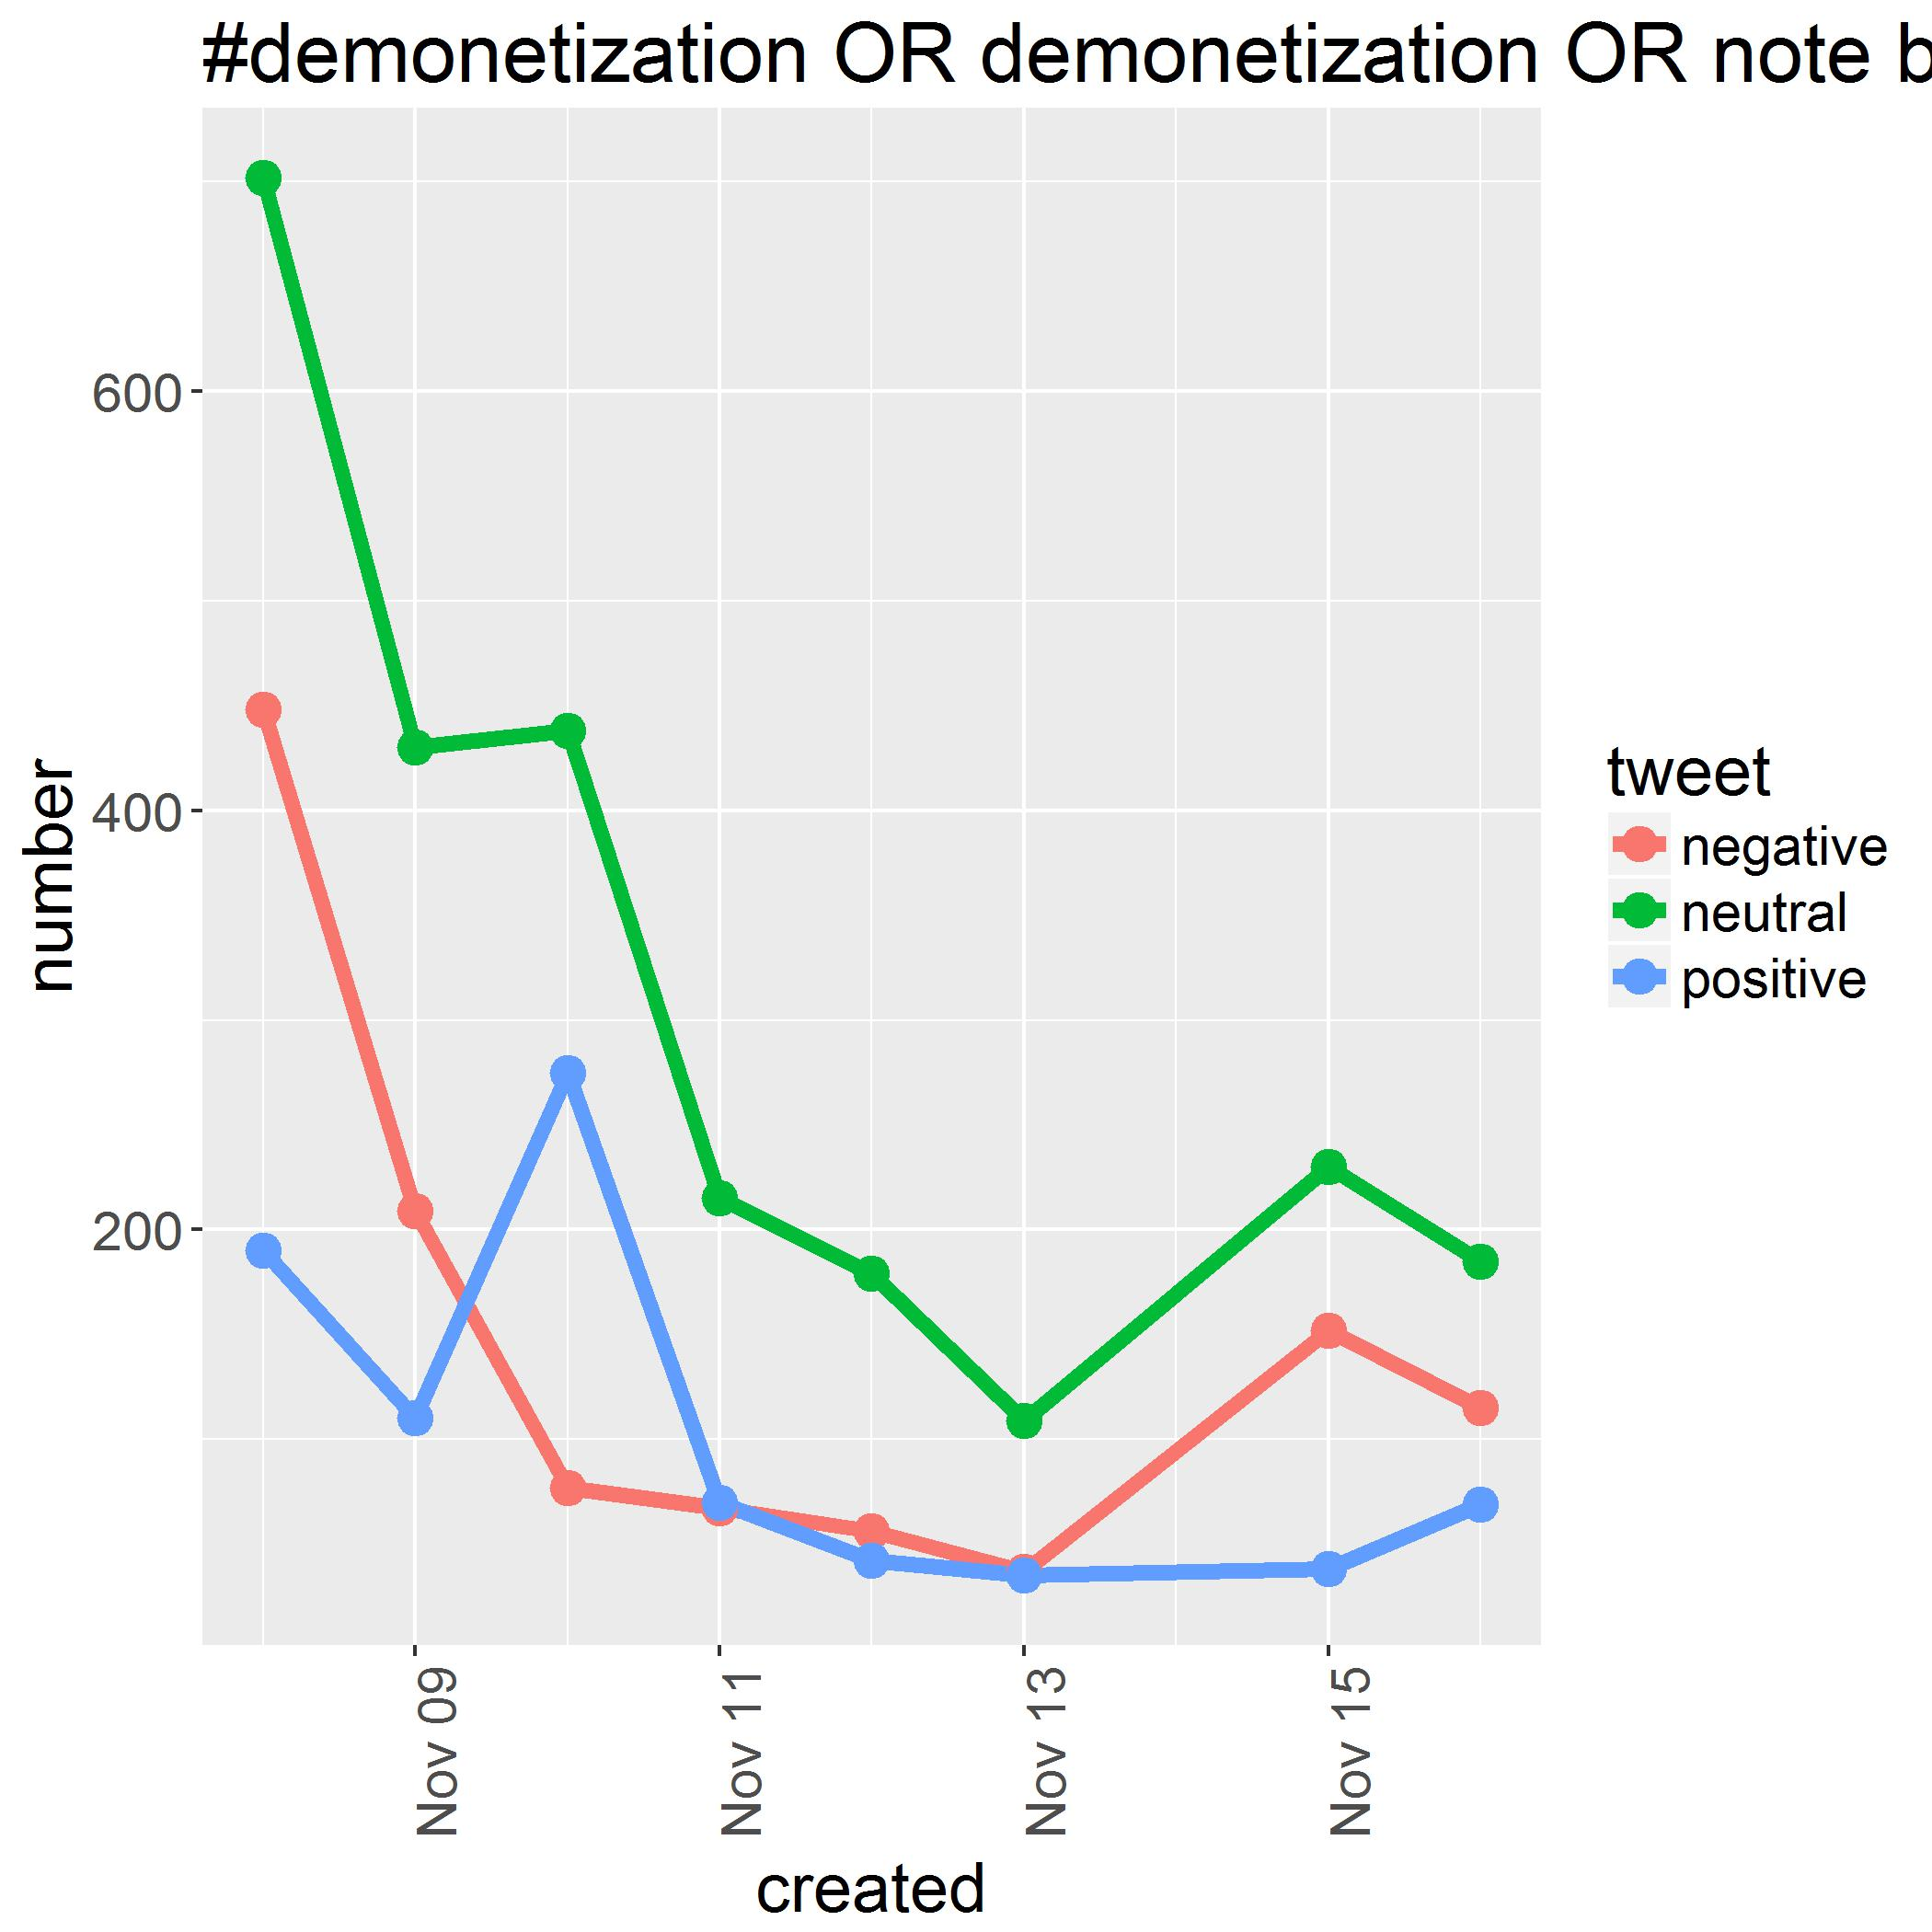 #demonetization OR demonetization OR note b
number
600
400
200
Nov 09
Nov 11
Nov 13
Nov 15
created
tweet
negative
neutral
positive